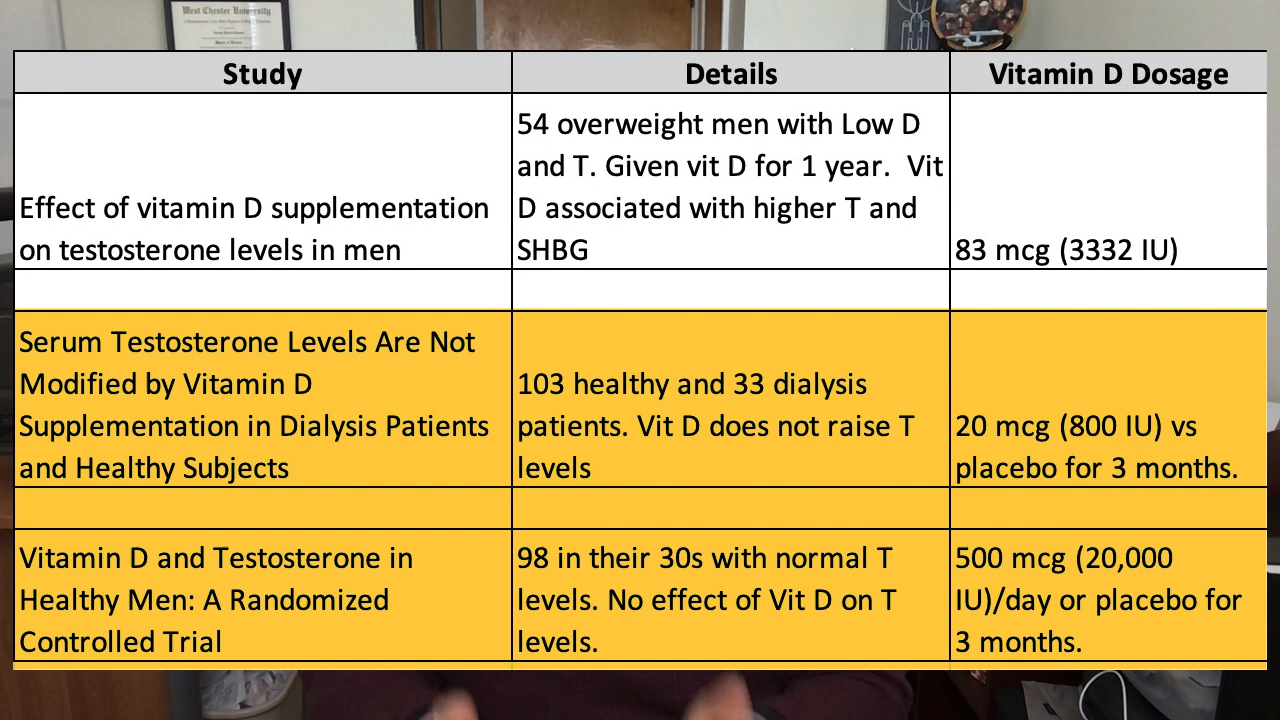 West Chester University
Study
Details
Vitamin D Dosage
Effect of vitamin D supplementation
on testosterone levels in men
54 overweight men with Low D
and T. Given vit D for 1 year.  Vit
D associated with higher T and
SHBG
83 mcg (3332 IU)
Serum Testosterone Levels Are Not
Modified by Vitamin D
Supplementation in Dialysis Patients
and Healthy Subjects
103 healthy and 33 dialysis
patients. Vit D does not raise T
levels
20 mcg (800 IU) vs
placebo for 3 months.
Vitamin D and Testosterone in
Healthy Men: A Randomized
Controlled Trial
98 in their 30s with normal T
levels. No effect of Vit D on T
levels.
500 mcg (20,000
IU)/day or placebo for
3 months.